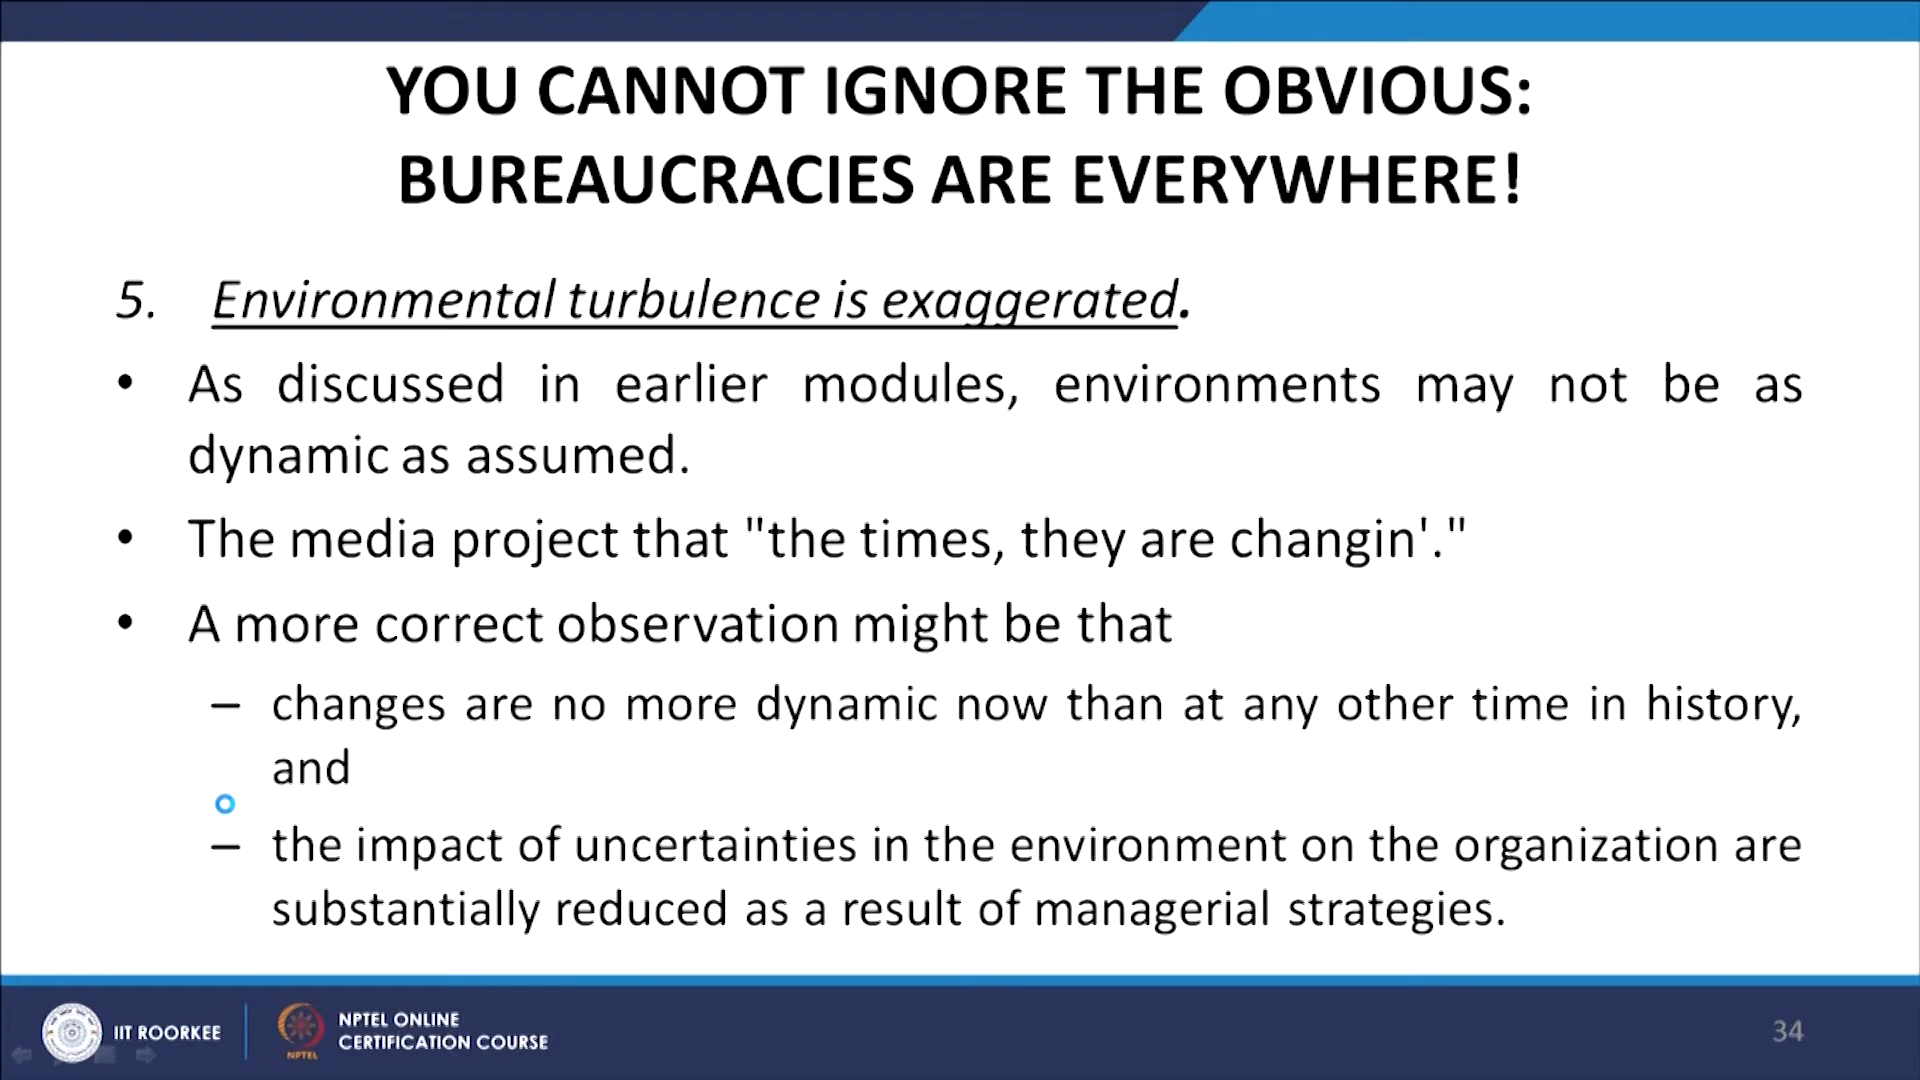 YOU CANNOT IGNORE THE OBVIOUS:
BUREAUCRACIES ARE EVERYWHERE!
5. Environmental turbulence is exaggerated.
• As discussed in earlier modules, environments may not be as
dynamic as assumed.
• The media project that "the times, they are changin'."
• A more correct observation might be that
– changes are no more dynamic now than at any other time in history,
and
– the impact of uncertainties in the environment on the organization are
substantially reduced as a result of managerial strategies.
IIT ROORKEE
NPTEL
NPTEL ONLINE
CERTIFICATION COURSE
34